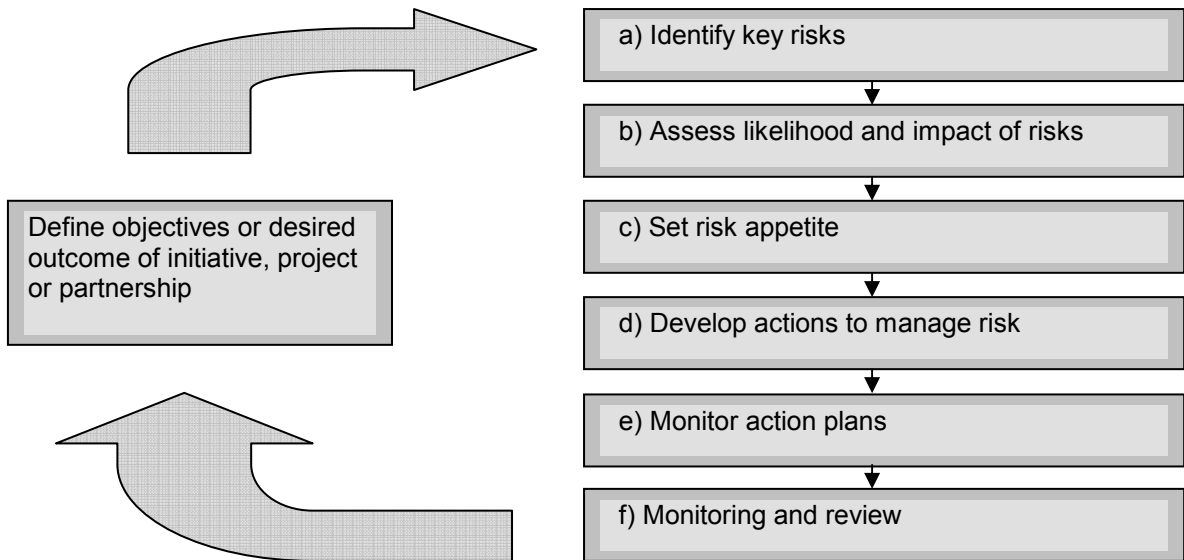 Define objectives or desired
outcome of initiative, project
or partnership
a) Identify key risks
b) Assess likelihood and impact of risks
c) Set risk appetite
d) Develop actions to manage risk
e) Monitor action plans
f) Monitoring and review